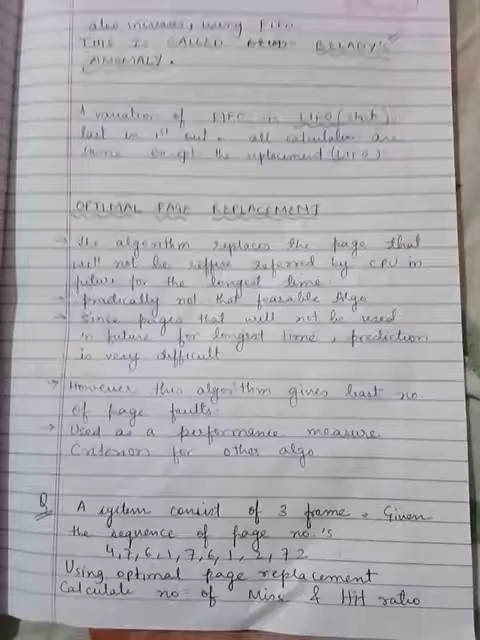 also increases, using FIFO
THIS IS CALLED BELADY'S
ANOMALY.
A variation of FIFO is LIFO (stack)
last in 1st out. all calculation are
same except the replacement (LIFO)
OPTIMAL PAGE REPLACEMENT
→ The algorithm replaces the page that
will not be referred by CPU in
future for the longest time.
→ practically not that feasable Algo
→ Since pages that will not be used
in future for longest time, prediction
is very difficult
→ However this algorithm gives least no.
of page faults.
→ Used as a performance measure
Criterion for other algo
Q A system consist of 3 frame. Given
the sequence of page no.'s
4,7,6,1,7,6,1,2,7 2
Using optimal page replacement
Calculate no of Miss & Hit ratio